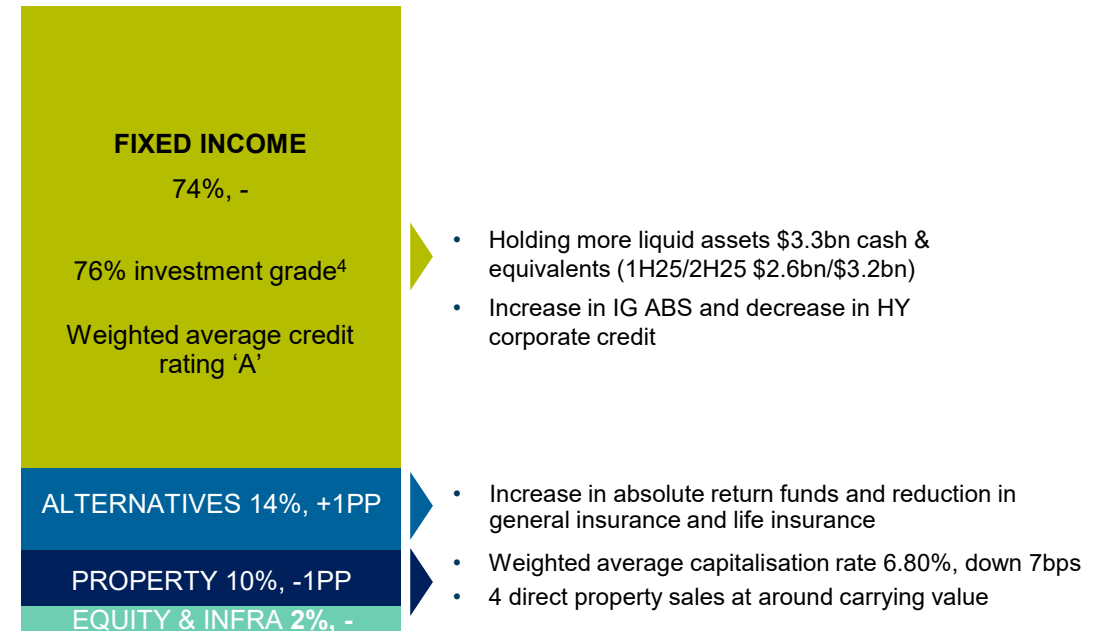 FIXED INCOME
74%, -
76% investment grade⁴
Weighted average credit
rating ‘A’
• Holding more liquid assets $3.3bn cash &
equivalents (1H25/2H25 $2.6bn/$3.2bn)
• Increase in IG ABS and decrease in HY
corporate credit
ALTERNATIVES 14%, +1PP
• Increase in absolute return funds and reduction in
general insurance and life insurance
PROPERTY 10%, -1PP
• Weighted average capitalisation rate 6.80%, down 7bps
• 4 direct property sales at around carrying value
EQUITY & INFRA 2%, -